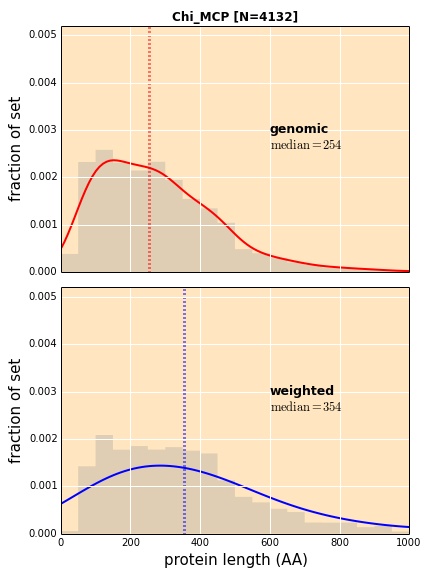 Chi_MCP [N=4132]
0.005
0.004
0.003
0.002
0.001
0.000
fraction of set
genomic
median = 254
0.005
0.004
0.003
0.002
0.001
0.000
fraction of set
weighted
median = 354
0 200 400 600 800 1000
protein length (AA)